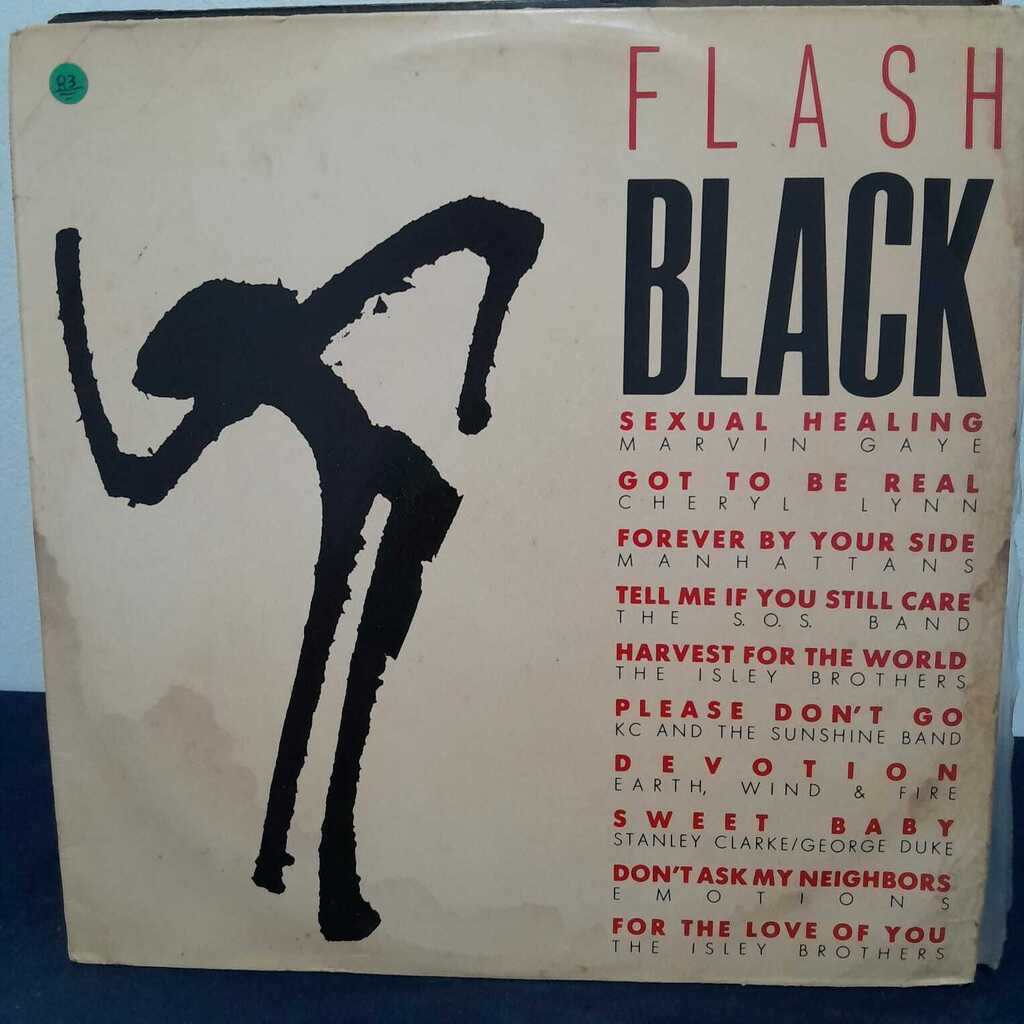 83
FLASH
BLACK
SEXUAL HEALING
MARVIN GAYE
GOT TO BE REAL
CHERYL LYNN
FOREVER BY YOUR SIDE
MANHATTANS
TELL ME IF YOU STILL CARE
THE S.O.S. BAND
HARVEST FOR THE WORLD
THE ISLEY BROTHERS
PLEASE DON'T GO
KC AND THE SUNSHINE BAND
DEVOTION
EARTH, WIND & FIRE
SWEET BABY
STANLEY CLARKE/GEORGE DUKE
DON'T ASK MY NEIGHBORS
EMOTIONS
FOR THE LOVE OF YOU
THE ISLEY BROTHERS